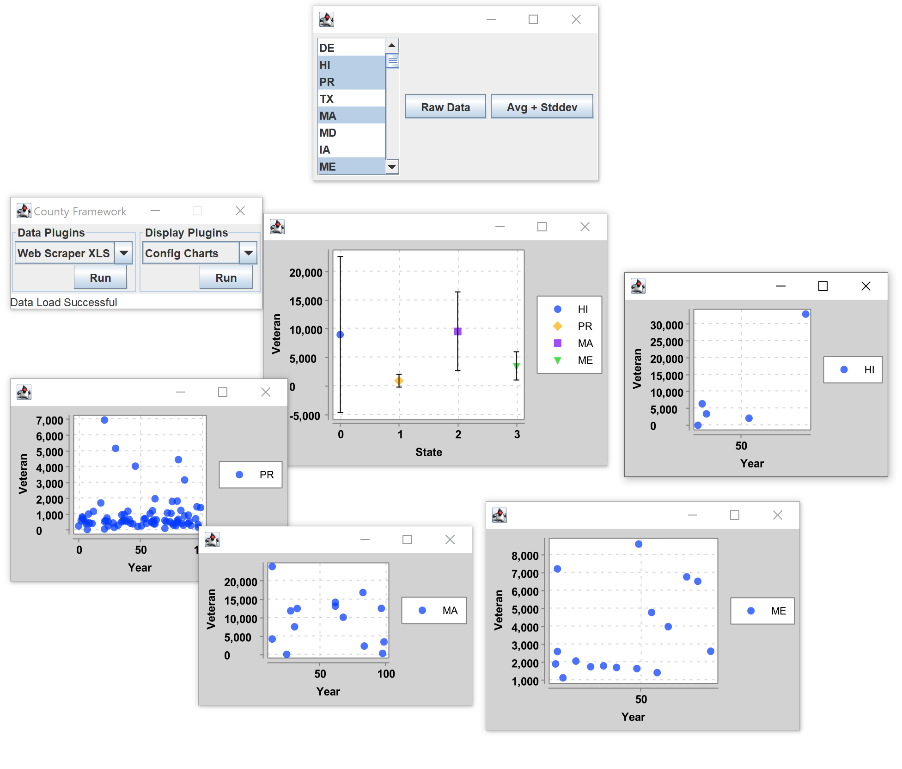 DE
HI
PR
TX
MA
MD
IA
ME
Raw Data
Avg + Stddev
County Framework
Data Plugins
Display Plugins
Web Scraper XLS
Config Charts
Run
Run
Data Load Successful
20,000
15,000
10,000
5,000
0
-5,000
Veteran
0 1 2 3
State
HI
PR
MA
ME
30,000
25,000
20,000
15,000
10,000
5,000
0
Veteran
50
Year
HI
7,000
6,000
5,000
4,000
3,000
2,000
1,000
0
Veteran
0 50
Year
PR
20,000
15,000
10,000
5,000
0
Veteran
50 100
Year
MA
8,000
7,000
6,000
5,000
4,000
3,000
2,000
1,000
Veteran
50
Year
ME